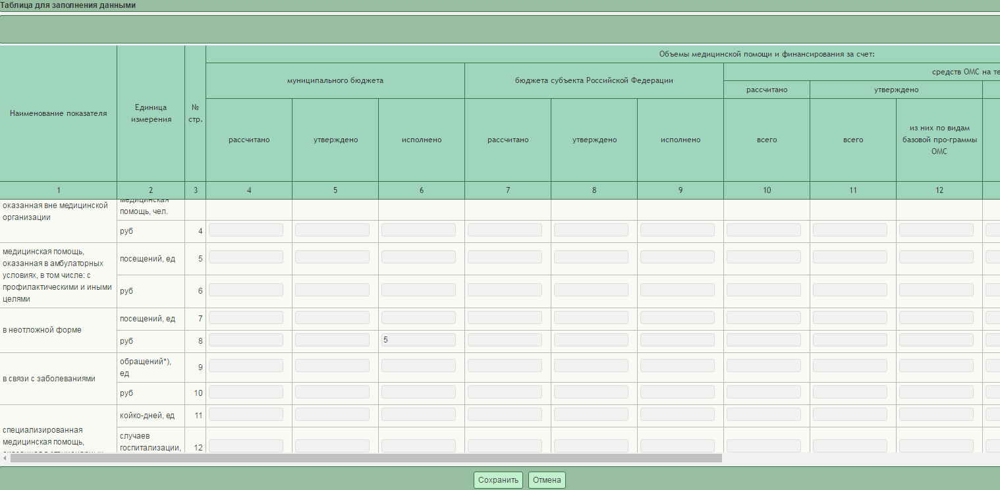 Таблица для заполнения данными
Объемы медицинской помощи и финансирования за счет:
муниципального бюджета
бюджета субъекта Российской Федерации
средств ОМС на те
рассчитано
утверждено
Наименование показателя
Единица
измерения
№
стр.
рассчитано
утверждено
исполнено
рассчитано
утверждено
исполнено
всего
всего
из них по видам
базовой про-граммы
ОМС
1 2 3 4 5 6 7 8 9 10 11 12
оказанная вне медицинской
организации
медицинская
помощь, чел.
руб 4
медицинская помощь,
оказанная в амбулаторных
условиях, в том числе: с
профилактическими и иными
целями
посещений, ед 5
руб 6
в неотложной форме
посещений, ед 7
руб 8 5
в связи с заболеваниями
обращений*),
ед
9
руб 10
специализированная
медицинская помощь,
койко-дней, ед 11
случаев
госпитализации,
12
Сохранить Отмена